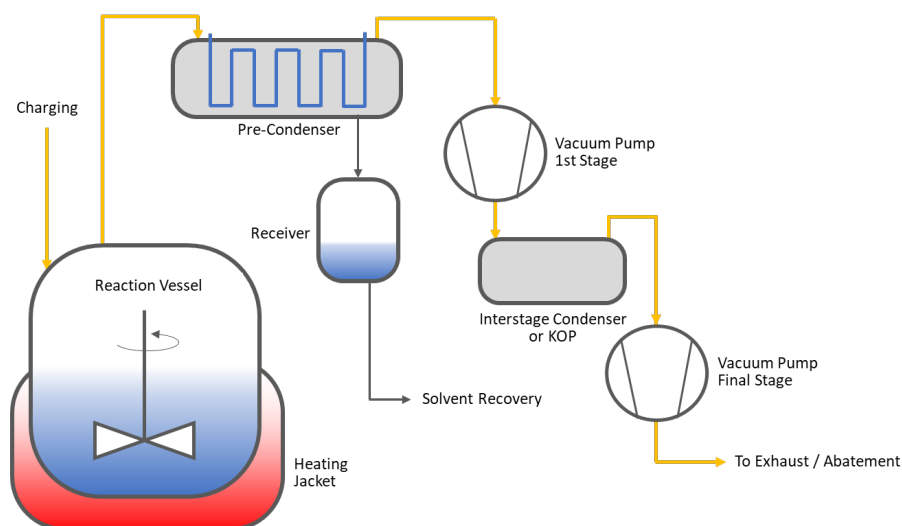 Charging
Pre-Condenser
Vacuum Pump
1st Stage
Receiver
Reaction Vessel
Interstage Condenser
or KOP
Vacuum Pump
Final Stage
Solvent Recovery
Heating
Jacket
To Exhaust / Abatement